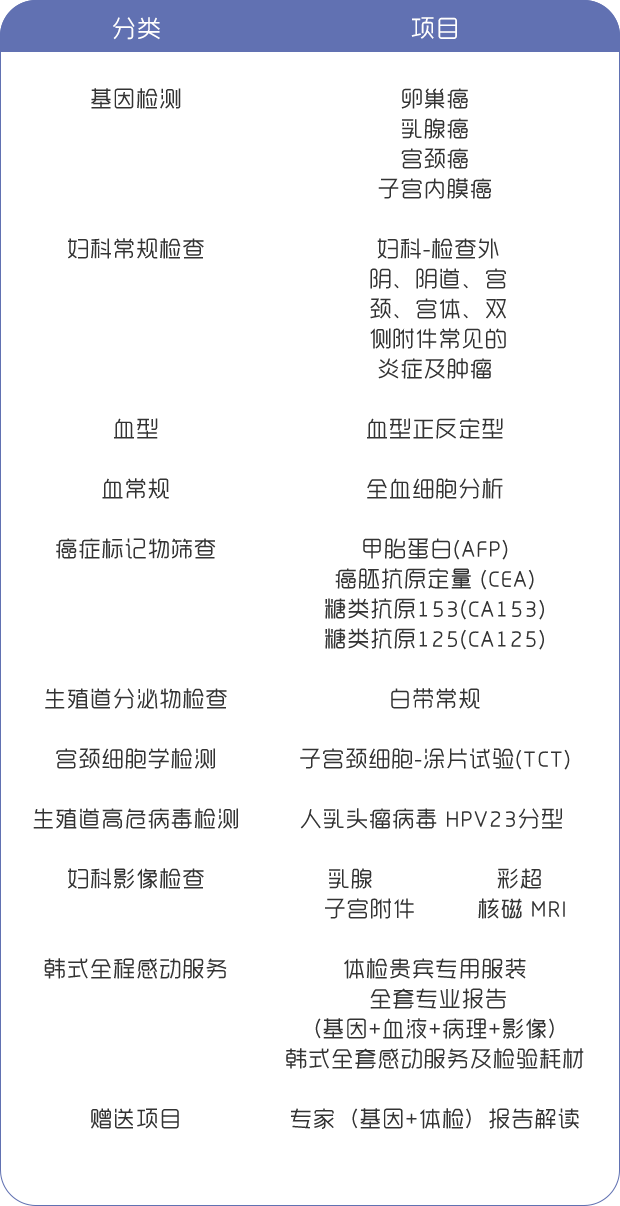 分类 项目
基因检测 卵巢癌
乳腺癌
宫颈癌
子宫内膜癌
妇科常规检查 妇科-检查外
阴、阴道、宫
颈、宫体、双
侧附件常见的
炎症及肿瘤
血型 血型正反定型
血常规 全血细胞分析
癌症标记物筛查 甲胎蛋白(AFP)
癌胚抗原定量 (CEA)
糖类抗原153(CA153)
糖类抗原125(CA125)
生殖道分泌物检查 白带常规
宫颈细胞学检测 子宫颈细胞-涂片试验(TCT)
生殖道高危病毒检测 人乳头瘤病毒 HPV23分型
妇科影像检查 乳腺 彩超
子宫附件 核磁 MRI
韩式全程感动服务 体检贵宾专用服装
全套专业报告
(基因+血液+病理+影像)
韩式全套感动服务及检验耗材
赠送项目 专家（基因+体检）报告解读